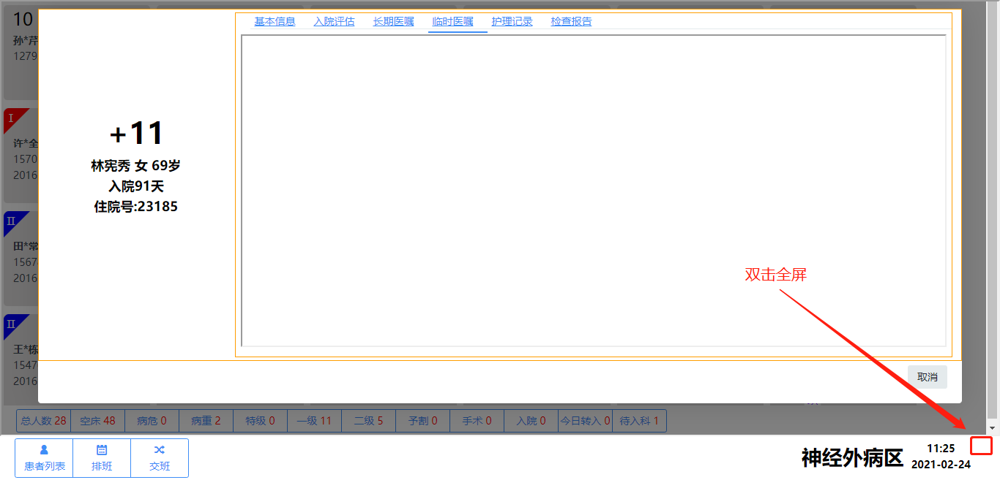 10
孙*芹
1279
基本信息 入院评估 长期医嘱 临时医嘱 护理记录 检查报告
I
许*全
1570
2016
+11
林宪秀 女 69岁
入院91天
住院号:23185
II
田*常
1567
2016
双击全屏
II
王*栋
1547
2016
取消
总人数 28 空床 48 病危 0 病重 2 特级 0 一级 11 二级 5 予割 0 手术 0 入院 0 今日转入 0 待入科 1
患者列表 排班 交班
神经外病区
11:25
2021-02-24